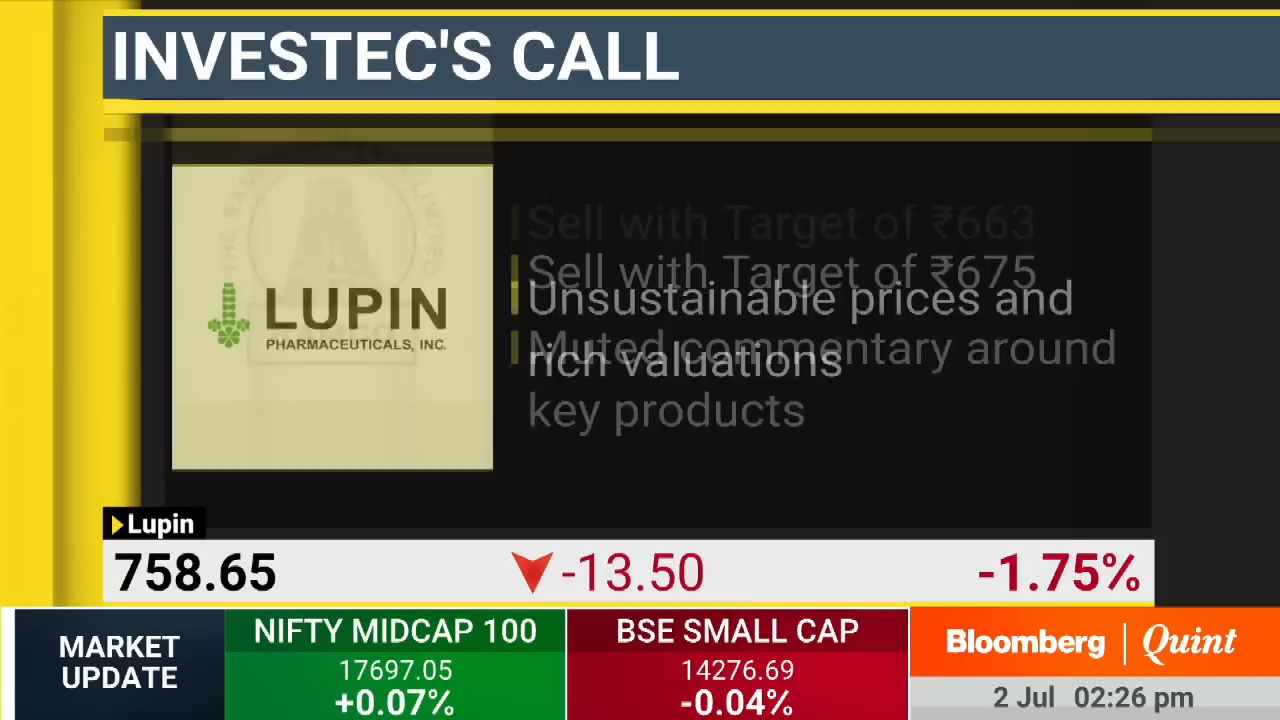 INVESTEC'S CALL
THE
LIMITED
LUPIN
PHARMACEUTICALS, INC.
Sell with Target of ₹663
Sell with Target of ₹675
Unsustainable prices and
Muted commentary around
rich valuations
key products
Lupin
758.65 -13.50 -1.75%
MARKET UPDATE
NIFTY MIDCAP 100
17697.05
+0.07%
BSE SMALL CAP
14276.69
-0.04%
Bloomberg | Quint
2 Jul 02:26 pm